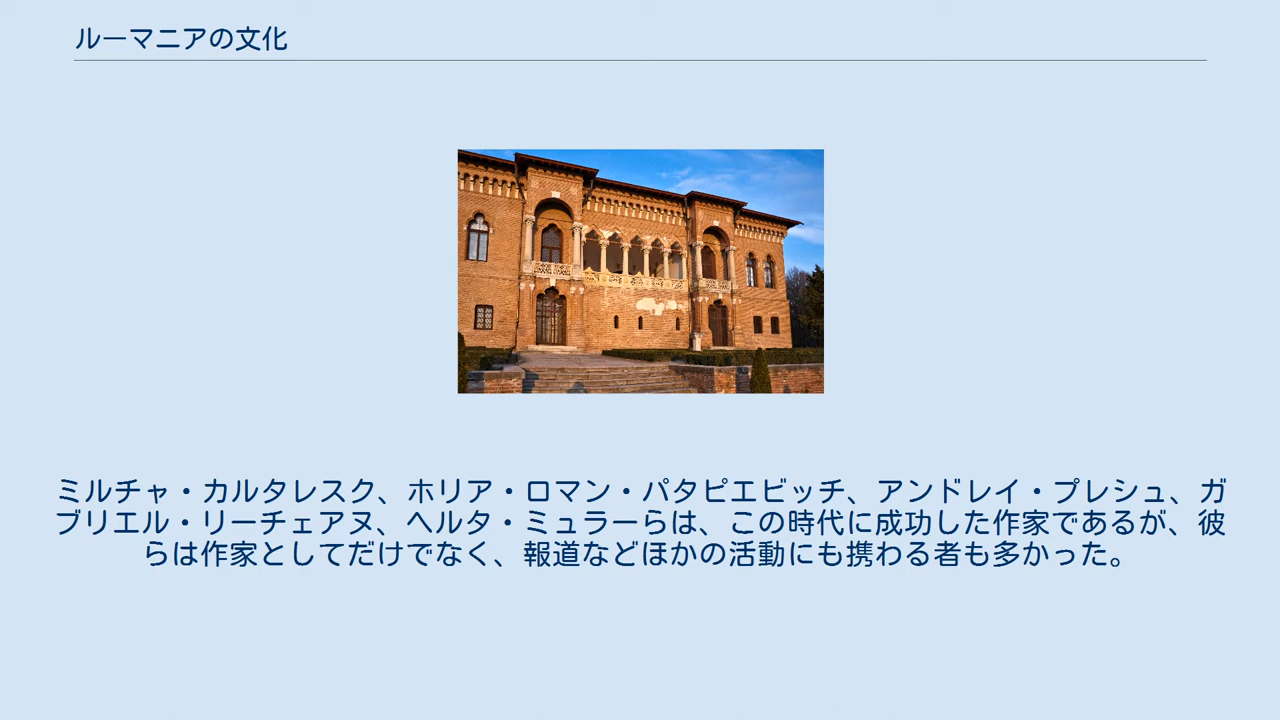 ルーマニアの文化
ミルチャ・カルタレスク、ホリア・ロマン・パタピエビッチ、アンドレイ・プレシュ、ガ
ブリエル・リーチェアヌ、ヘルタ・ミュラーらは、この時代に成功した作家であるが、彼
らは作家としてだけでなく、報道などほかの活動にも携わる者も多かった。